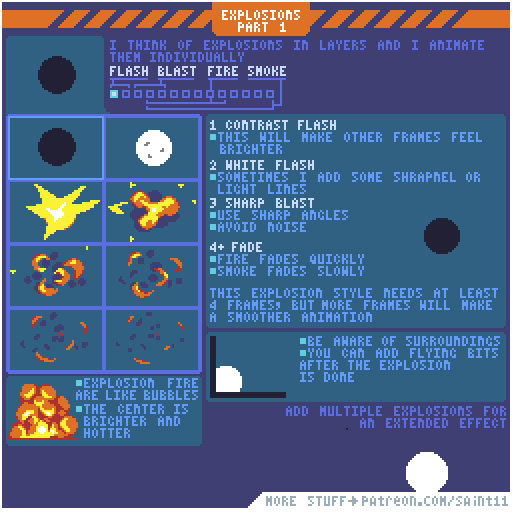 EXPLOSIONS
PART 1
I THINK OF EXPLOSIONS IN LAYERS AND I ANIMATE
THEM INDIVIDUALLY
FLASH BLAST FIRE SMOKE
1 CONTRAST FLASH
THIS WILL MAKE OTHER FRAMES FEEL
BRIGHTER
2 WHITE FLASH
SOMETIMES I ADD SOME SHRAPNEL OR
LIGHT LINES
3 SHARP BLAST
USE SHARP ANGLES
AVOID NOISE
4+ FADE
FIRE FADES QUICKLY
SMOKE FADES SLOWLY
THIS EXPLOSION STYLE NEEDS AT LEAST
4 FRAMES, BUT MORE FRAMES WILL MAKE
A SMOOTHER ANIMATION
BE AWARE OF SURROUNDINGS
YOU CAN ADD FLYING BITS
AFTER THE EXPLOSION
IS DONE
EXPLOSION FIRE
ARE LIKE BUBBLES
THE CENTER IS
BRIGHTER AND
HOTTER
ADD MULTIPLE EXPLOSIONS FOR
AN EXTENDED EFFECT
MORE STUFF→PATREON.COM/SAINT11